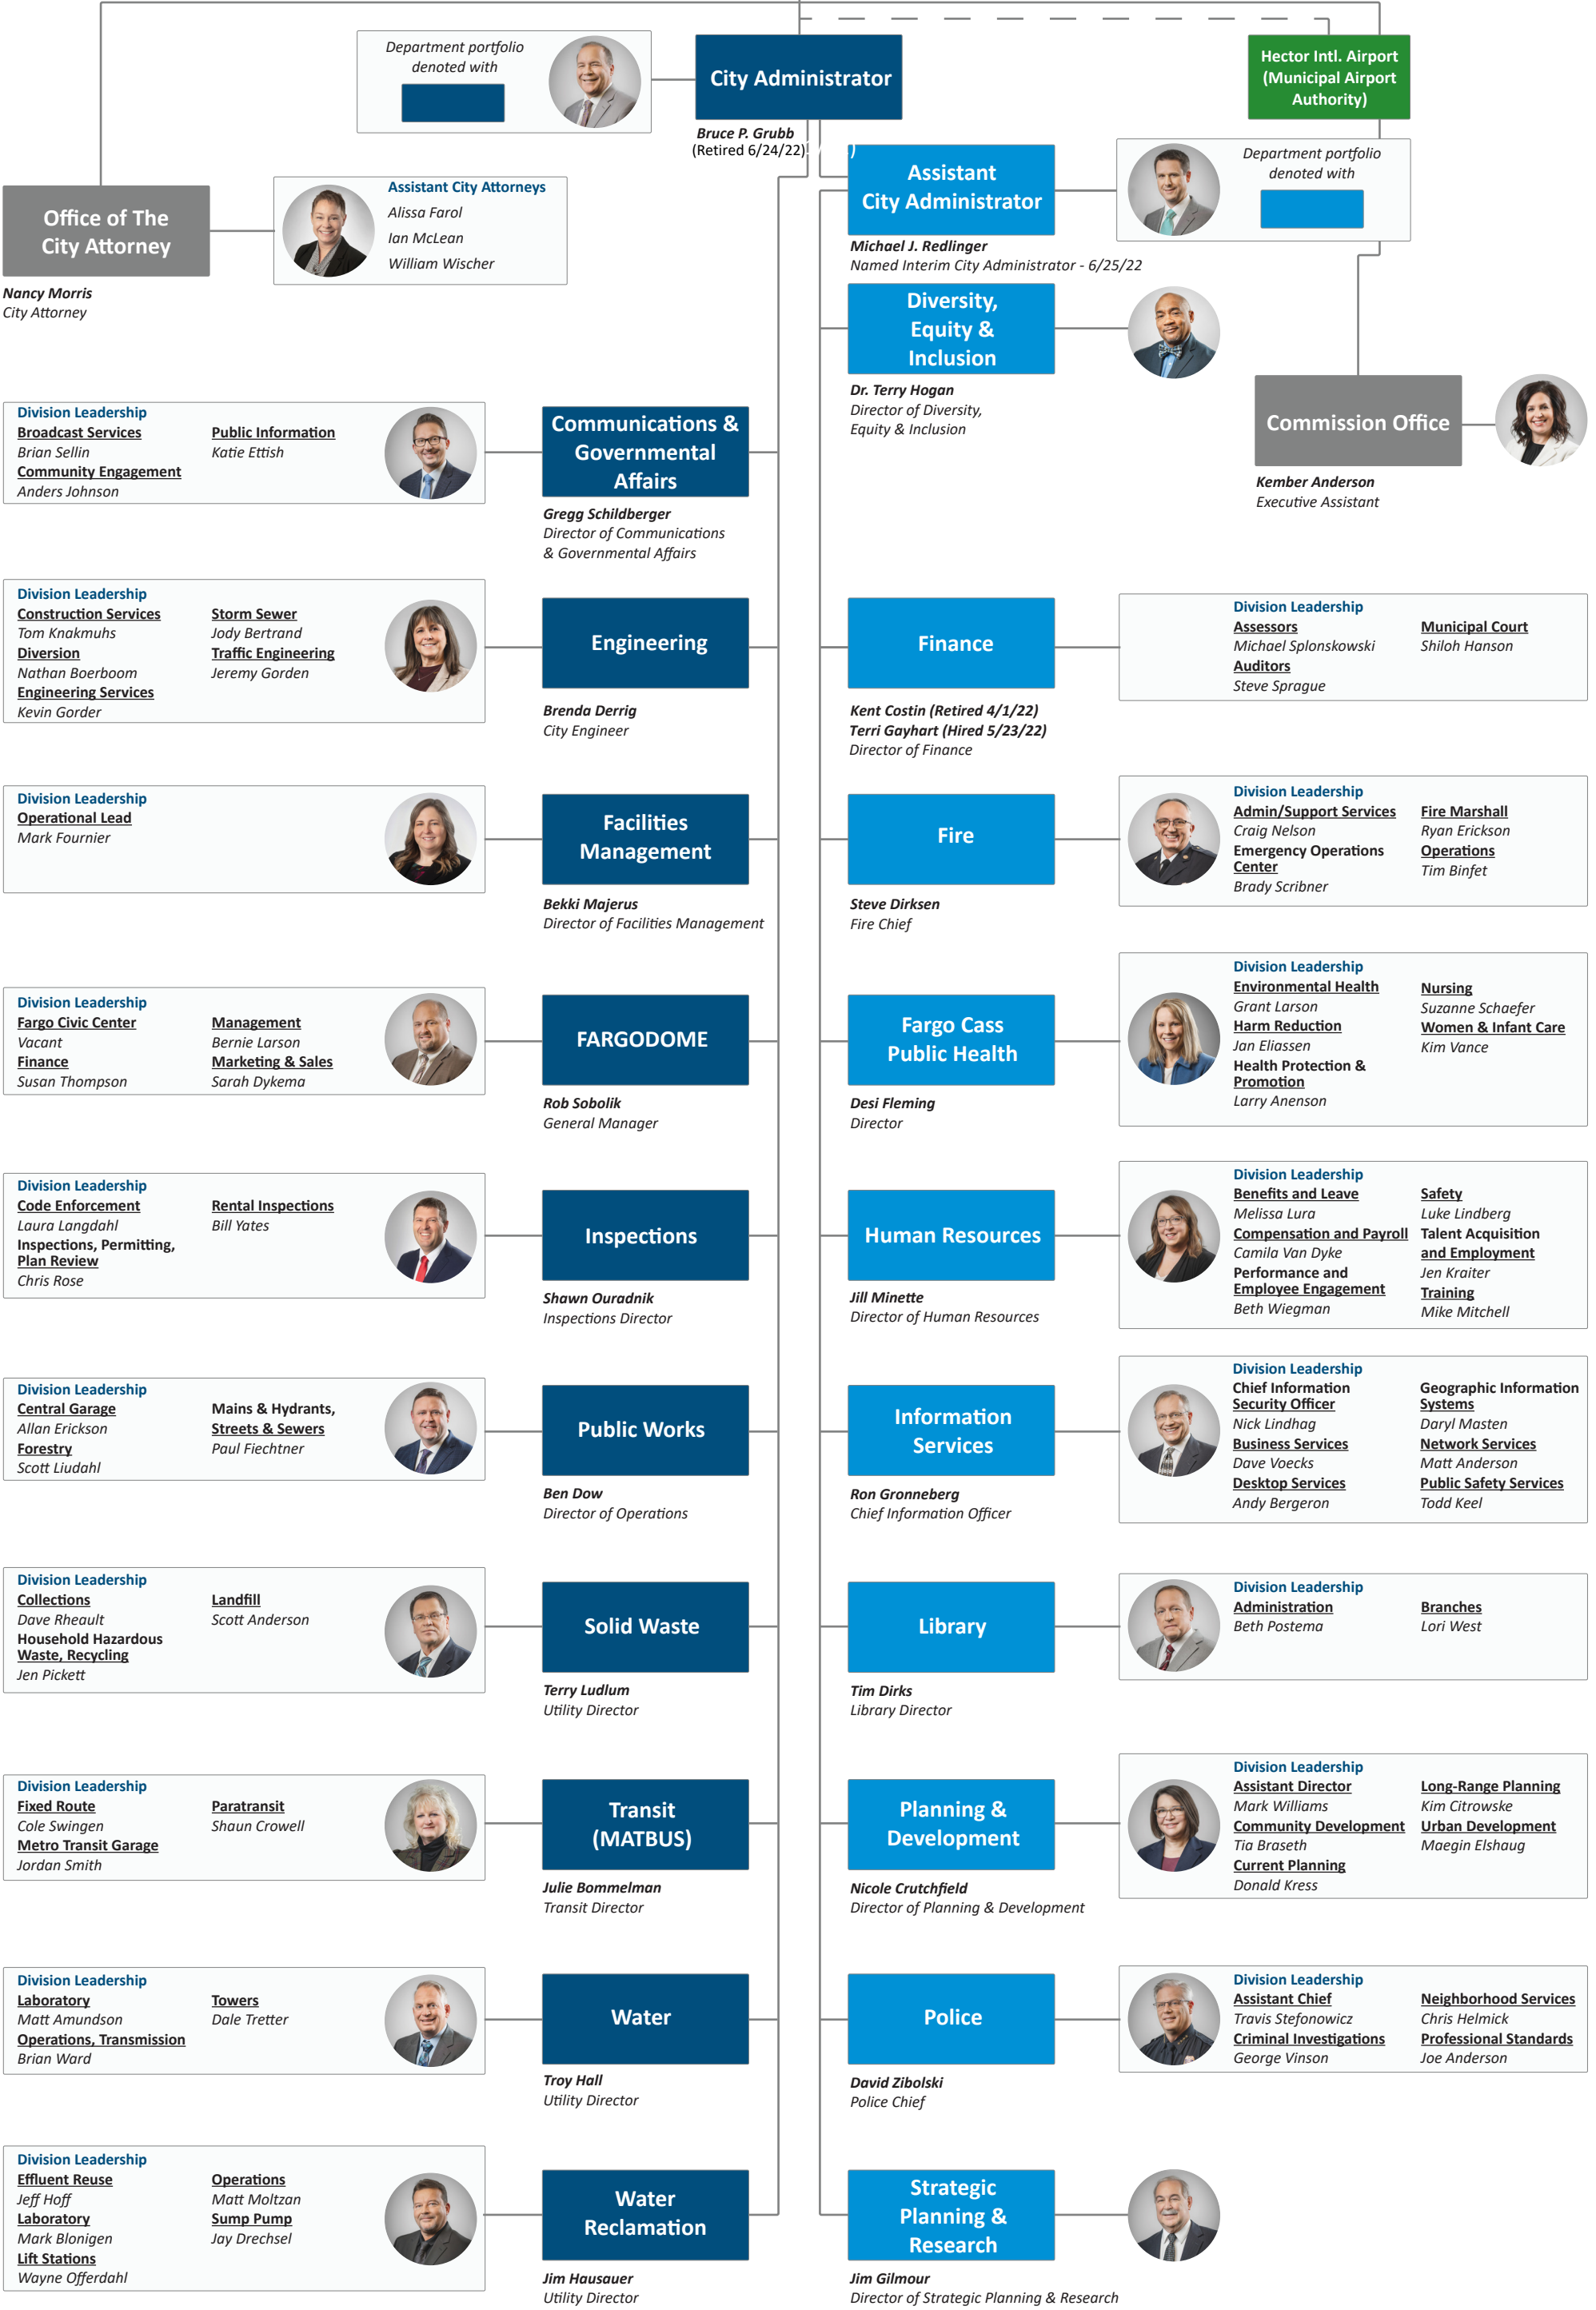 Department portfolio
denoted with
City Administrator
Bruce P. Grubb
(Retired 6/24/22)
)
Hector Intl. Airport
(Municipal Airport
Authority)
Assistant
City Administrator
Michael J. Redlinger
Named Interim City Administrator - 6/25/22
Department portfolio
denoted with
Office of The
City Attorney
Nancy Morris
City Attorney
Assistant City Attorneys
Alissa Farol
Ian McLean
William Wischer
Diversity,
Equity &
Inclusion
Dr. Terry Hogan
Director of Diversity,
Equity & Inclusion
Commission Office
Kember Anderson
Executive Assistant
Division Leadership
Broadcast Services
Brian Sellin
Community Engagement
Anders Johnson
Public Information
Katie Ettish
Communications &
Governmental
Affairs
Gregg Schildberger
Director of Communications
& Governmental Affairs
Division Leadership
Construction Services
Tom Knakmuhs
Diversion
Nathan Boerboom
Engineering Services
Kevin Gorder
Storm Sewer
Jody Bertrand
Traffic Engineering
Jeremy Gorden
Engineering
Brenda Derrig
City Engineer
Finance
Kent Costin (Retired 4/1/22)
Terri Gayhart (Hired 5/23/22)
Director of Finance
Division Leadership
Assessors
Michael Splonskowski
Auditors
Steve Sprague
Municipal Court
Shiloh Hanson
Division Leadership
Operational Lead
Mark Fournier
Facilities
Management
Bekki Majerus
Director of Facilities Management
Fire
Steve Dirksen
Fire Chief
Division Leadership
Admin/Support Services
Craig Nelson
Emergency Operations
Center
Brady Scribner
Fire Marshall
Ryan Erickson
Operations
Tim Binfet
Division Leadership
Fargo Civic Center
Vacant
Finance
Susan Thompson
Management
Bernie Larson
Marketing & Sales
Sarah Dykema
FARGODOME
Rob Sobolik
General Manager
Fargo Cass
Public Health
Desi Fleming
Director
Division Leadership
Environmental Health
Grant Larson
Harm Reduction
Jan Eliassen
Health Protection &
Promotion
Larry Anenson
Nursing
Suzanne Schaefer
Women & Infant Care
Kim Vance
Division Leadership
Code Enforcement
Laura Langdahl
Inspections, Permitting,
Plan Review
Chris Rose
Rental Inspections
Bill Yates
Inspections
Shawn Ouradnik
Inspections Director
Human Resources
Jill Minette
Director of Human Resources
Division Leadership
Benefits and Leave
Melissa Lura
Compensation and Payroll
Camila Van Dyke
Performance and
Employee Engagement
Beth Wiegman
Safety
Luke Lindberg
Talent Acquisition
and Employment
Jen Kraiter
Training
Mike Mitchell
Division Leadership
Central Garage
Allan Erickson
Forestry
Scott Liudahl
Mains & Hydrants,
Streets & Sewers
Paul Fiechtner
Public Works
Ben Dow
Director of Operations
Information
Services
Ron Gronneberg
Chief Information Officer
Division Leadership
Chief Information
Security Officer
Nick Lindhag
Business Services
Dave Voecks
Desktop Services
Andy Bergeron
Geographic Information
Systems
Daryl Masten
Network Services
Matt Anderson
Public Safety Services
Todd Keel
Division Leadership
Collections
Dave Rheault
Household Hazardous
Waste, Recycling
Jen Pickett
Landfill
Scott Anderson
Solid Waste
Terry Ludlum
Utility Director
Library
Tim Dirks
Library Director
Division Leadership
Administration
Beth Postema
Branches
Lori West
Division Leadership
Fixed Route
Cole Swingen
Metro Transit Garage
Jordan Smith
Paratransit
Shaun Crowell
Transit
(MATBUS)
Julie Bommelman
Transit Director
Planning &
Development
Nicole Crutchfield
Director of Planning & Development
Division Leadership
Assistant Director
Mark Williams
Community Development
Tia Braseth
Current Planning
Donald Kress
Long-Range Planning
Kim Citrowske
Urban Development
Maegin Elshaug
Division Leadership
Laboratory
Matt Amundson
Operations, Transmission
Brian Ward
Towers
Dale Tretter
Water
Troy Hall
Utility Director
Police
David Zibolski
Police Chief
Division Leadership
Assistant Chief
Travis Stefonowicz
Criminal Investigations
George Vinson
Neighborhood Services
Chris Helmick
Professional Standards
Joe Anderson
Division Leadership
Effluent Reuse
Jeff Hoff
Laboratory
Mark Blonigen
Lift Stations
Wayne Offerdahl
Operations
Matt Moltzan
Sump Pump
Jay Drechsel
Water
Reclamation
Jim Hausauer
Utility Director
Strategic
Planning &
Research
Jim Gilmour
Director of Strategic Planning & Research